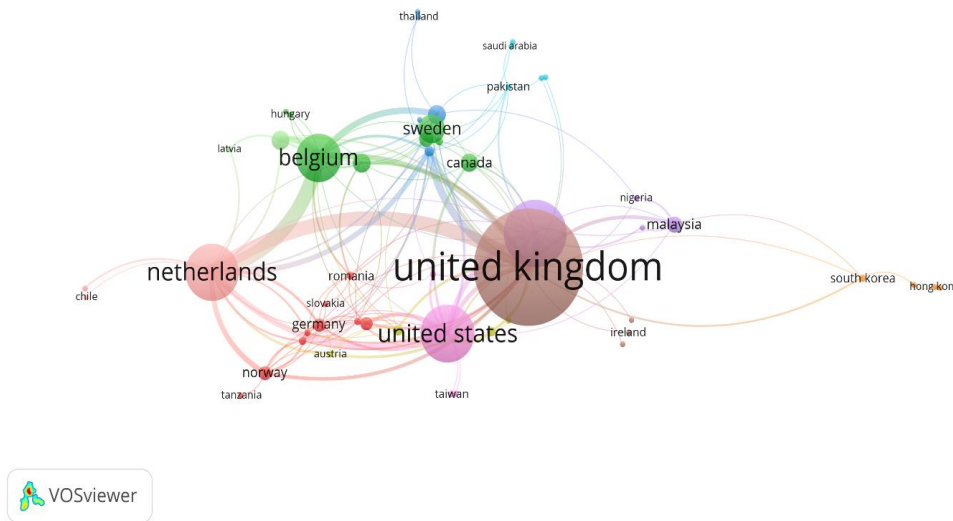 thailand
saudi arabia
pakistan
hungary
sweden
latvia
belgium
canada
nigeria
malaysia
netherlands
romania
united kingdom
south korea
chile
slovakia
germany
united states
ireland
austria
norway
tanzania
taiwan
VOSviewer